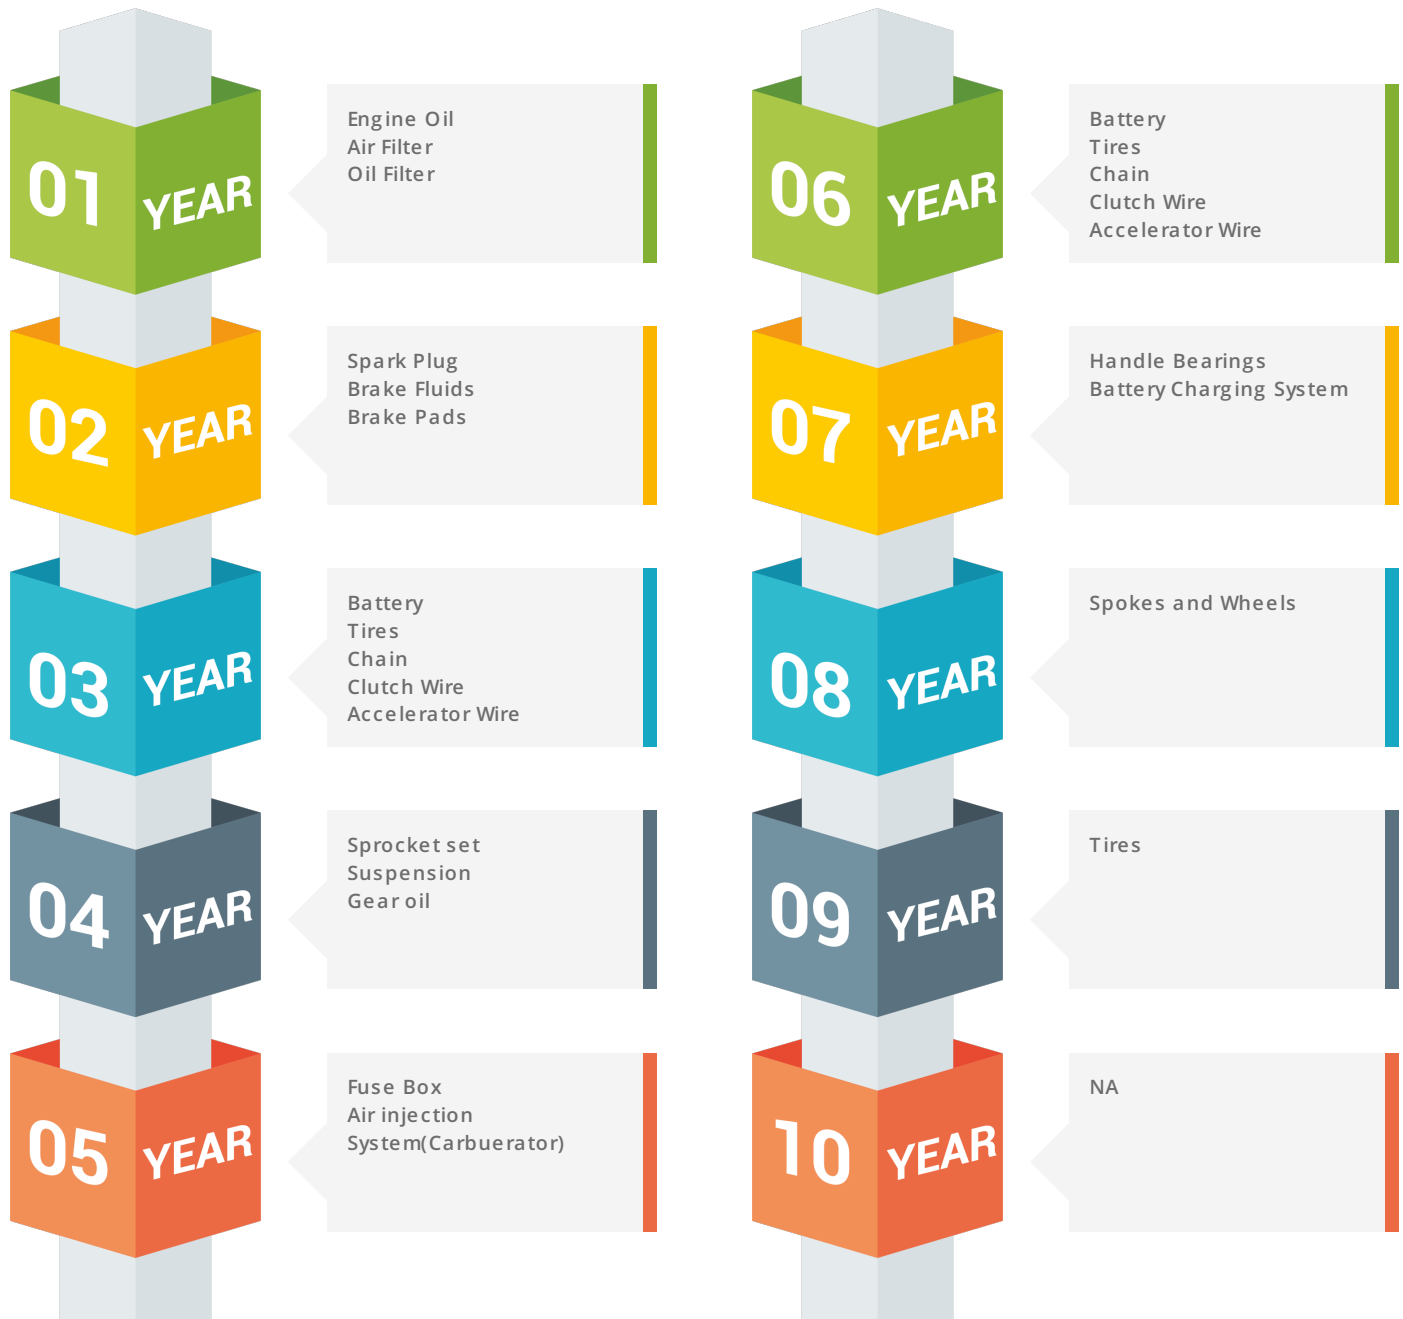 01 YEAR
Engine Oil
Air Filter
Oil Filter
02 YEAR
Spark Plug
Brake Fluids
Brake Pads
03 YEAR
Battery
Tires
Chain
Clutch Wire
Accelerator Wire
04 YEAR
Sprocket set
Suspension
Gear oil
05 YEAR
Fuse Box
Air injection
System(Carbuerator)
06 YEAR
Battery
Tires
Chain
Clutch Wire
Accelerator Wire
07 YEAR
Handle Bearings
Battery Charging System
08 YEAR
Spokes and Wheels
09 YEAR
Tires
10 YEAR
NA